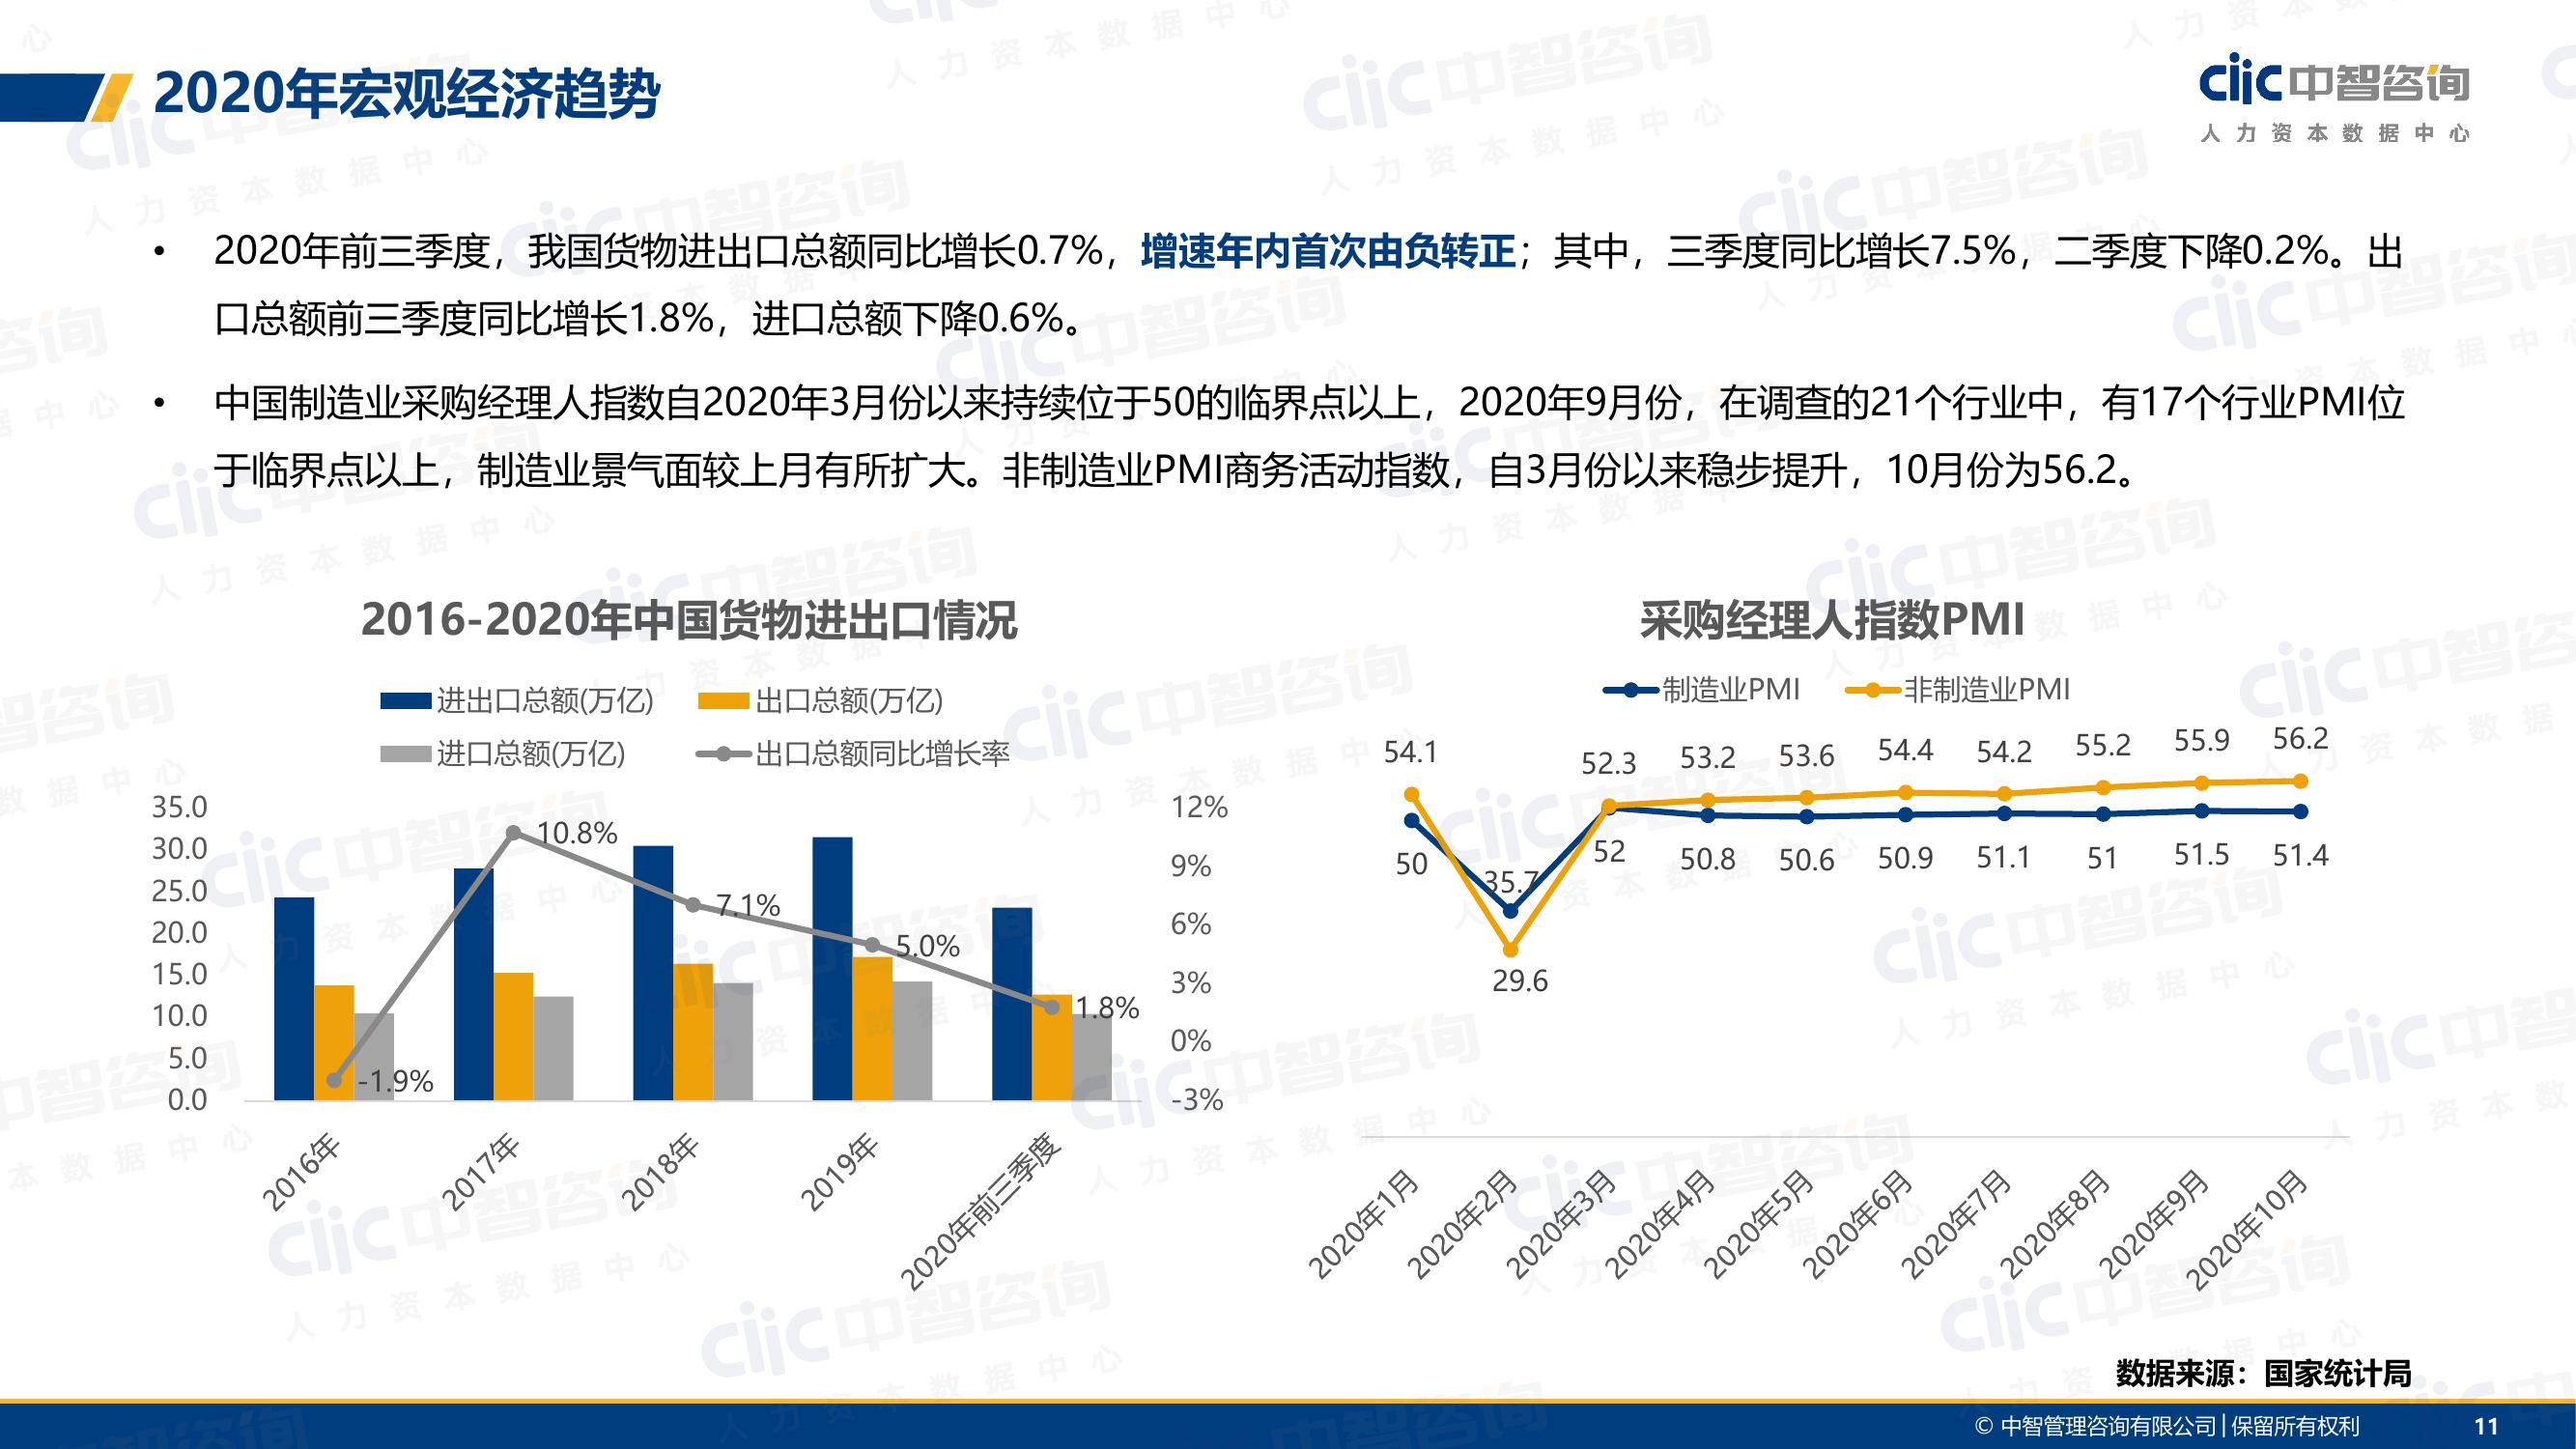 2020年宏观经济趋势
ciic中智咨询
人力资本数据中心
• 2020年前三季度，我国货物进出口总额同比增长0.7%，增速年内首次由负转正；其中，三季度同比增长7.5%，二季度下降0.2%。出
口总额前三季度同比增长1.8%，进口总额下降0.6%。
• 中国制造业采购经理人指数自2020年3月份以来持续位于50的临界点以上，2020年9月份，在调查的21个行业中，有17个行业PMI位
于临界点以上，制造业景气面较上月有所扩大。非制造业PMI商务活动指数，自3月份以来稳步提升，10月份为56.2。
2016-2020年中国货物进出口情况
进出口总额(万亿) 出口总额(万亿)
进口总额(万亿) 出口总额同比增长率
35.0
30.0
25.0
20.0
15.0
10.0
5.0
0.0
-1.9%
10.8%
7.1%
5.0%
1.8%
12%
9%
6%
3%
0%
-3%
2016年
2017年
2018年
2019年
2020年前三季度
采购经理人指数PMI
制造业PMI 非制造业PMI
54.1
29.6
52.3
53.2
53.6
54.4
54.2
55.2
55.9
56.2
50
35.7
52
50.8
50.6
50.9
51.1
51
51.5
51.4
2020年1月
2020年2月
2020年3月
2020年4月
2020年5月
2020年6月
2020年7月
2020年8月
2020年9月
2020年10月
数据来源：国家统计局
© 中智管理咨询有限公司│保留所有权利
11